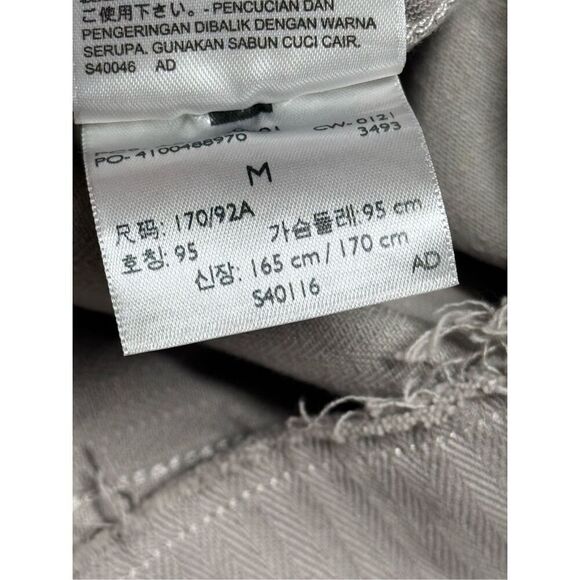 ご使用下さい。- PENCUCIAN DAN
PENGERINGAN DIBALIK DENGAN WARNA
SERUPA. GUNAKAN SABUN CUCI CAIR.
S40046 AD
PO-4100488970 CW-0121
3493
M
尺码: 170/92A
호칭: 95
가슴둘레: 95 cm
신장: 165 cm / 170 cm
S40116
AD